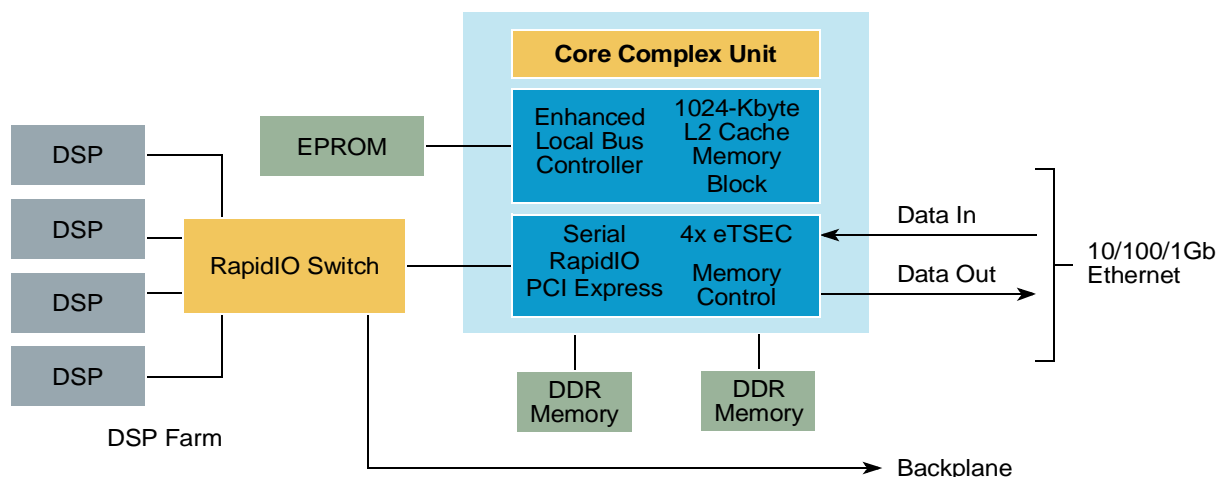 Core Complex Unit
Enhanced
Local Bus
Controller
1024-Kbyte
L2 Cache
Memory
Block
EPROM
DSP
DSP
DSP
DSP
DSP Farm
RapidIO Switch
Serial
RapidIO
PCI Express
4x eTSEC
Memory
Control
Data In
Data Out
10/100/1Gb
Ethernet
DDR
Memory
DDR
Memory
Backplane